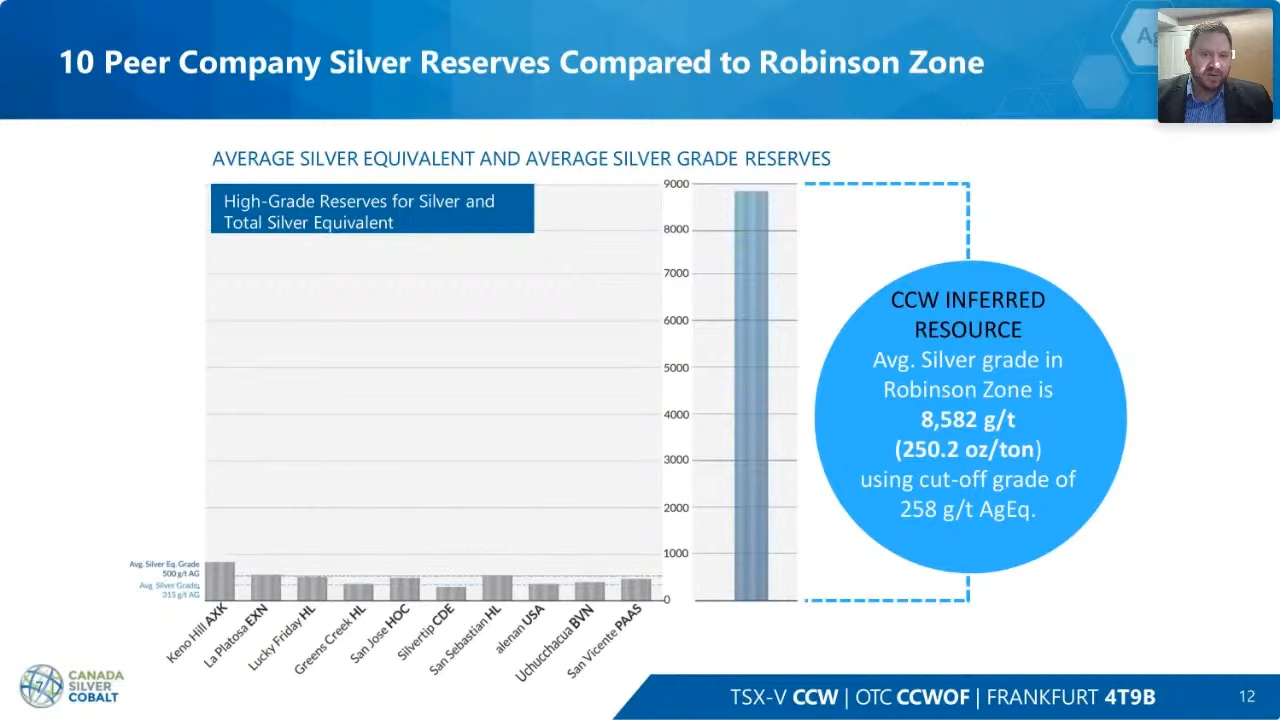 10 Peer Company Silver Reserves Compared to Robinson Zone
AVERAGE SILVER EQUIVALENT AND AVERAGE SILVER GRADE RESERVES
High-Grade Reserves for Silver and
Total Silver Equivalent
9000
8000
7000
6000
5000
4000
3000
2000
1000
0
Avg. Silver Eq. Grade
500 g/t AG
Avg. Silver Grade:
315 g/t AG
Keno Hill AXK
La Platosa EXN
Lucky Friday HL
Greens Creek HL
San Jose HOC
Silvertip CDE
San Sebastian HL
alenan USA
Uchucchacua BVN
San Vicente PAAS
CCW INFERRED
RESOURCE
Avg. Silver grade in
Robinson Zone is
8,582 g/t
(250.2 oz/ton)
using cut-off grade of
258 g/t AgEq.
CANADA
SILVER
COBALT
TSX-V CCW | OTC CCWOF | FRANKFURT 4T9B
12